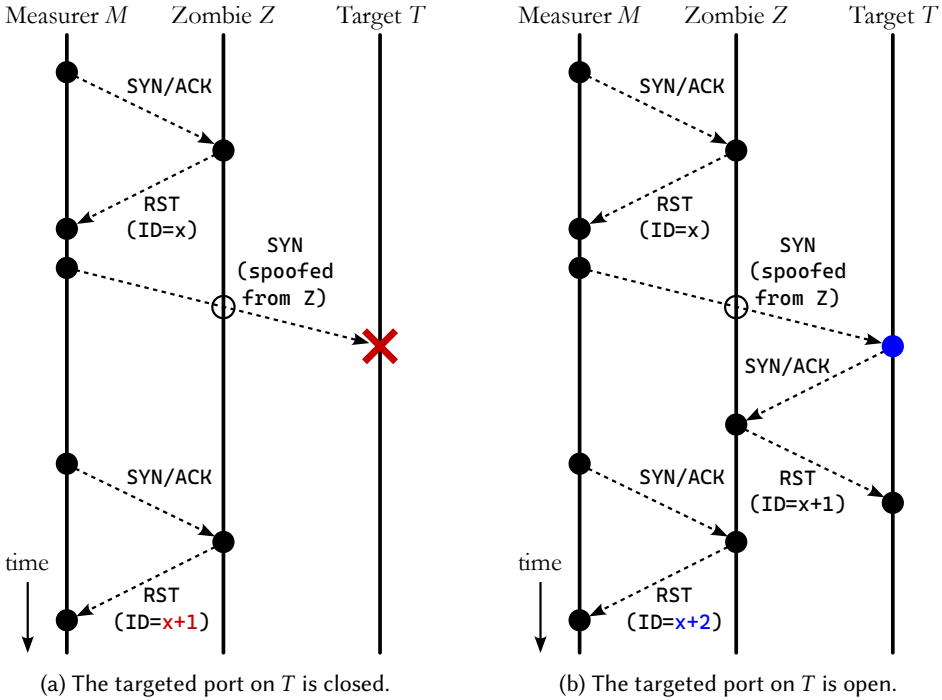 Measurer M
Zombie Z
Target T
SYN/ACK
RST
(ID=x)
SYN
(spoofed
from Z)
SYN/ACK
time
RST
(ID=x+1)
(a) The targeted port on T is closed.
Measurer M
Zombie Z
Target T
SYN/ACK
RST
(ID=x)
SYN
(spoofed
from Z)
SYN/ACK
SYN/ACK
RST
(ID=x+1)
time
RST
(ID=x+2)
(b) The targeted port on T is open.